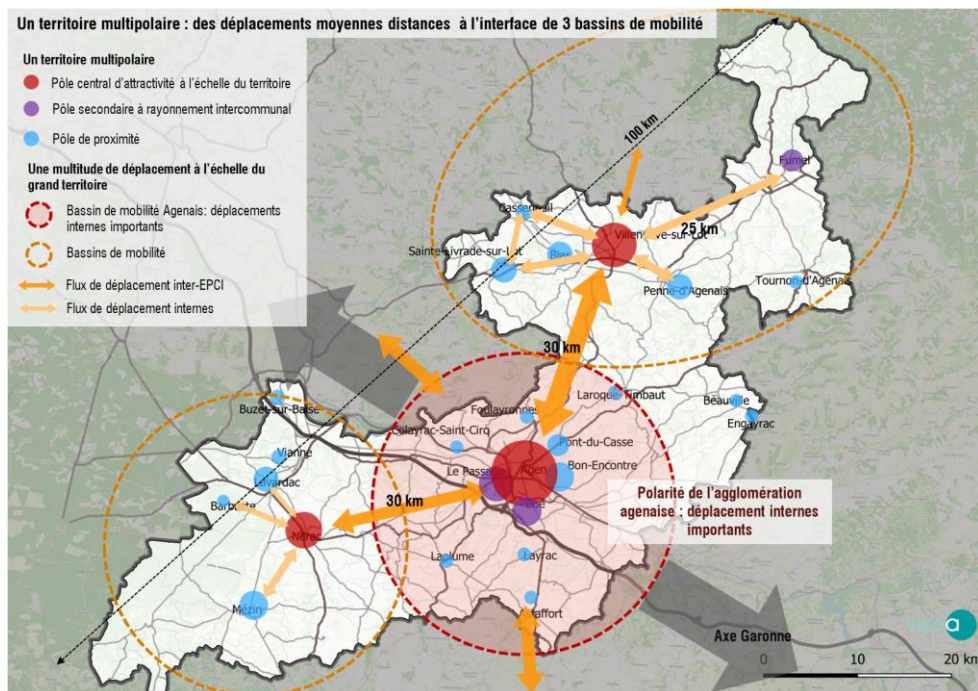 Un territoire multipolaire : des déplacements moyennes distances à l'interface de 3 bassins de mobilité
Un territoire multipolaire
Pôle central d'attractivité à l'échelle du territoire
Pôle secondaire à rayonnement intercommunal
Pôle de proximité
Une multitude de déplacement à l'échelle du
grand territoire
Bassin de mobilité Agenais: déplacements
internes importants
Bassins de mobilité
Flux de déplacement inter-EPCI
Flux de déplacement internes
100 km
Fumel
Casseneuil
Villeneuve-sur-Lot
25 km
Sainte-Livrade-sur-Lot
Bias
Penne-d'Agenais
Tournon-d'Agenais
30 km
Laroque-Timbaut
Beauville
Engayrac
Buzet-sur-Baïse
Foulayronnes
Colayrac-Saint-Cirq
Pont-du-Casse
Vianne
Lavardac
Le Passage
Agen
Bon-Encontre
30 km
Barbaste
Boé
Polarité de l'agglomération
agenaise : déplacement internes
importants
Nérac
Laplume
Layrac
Mézin
Axe Garonne
0 10 20 km